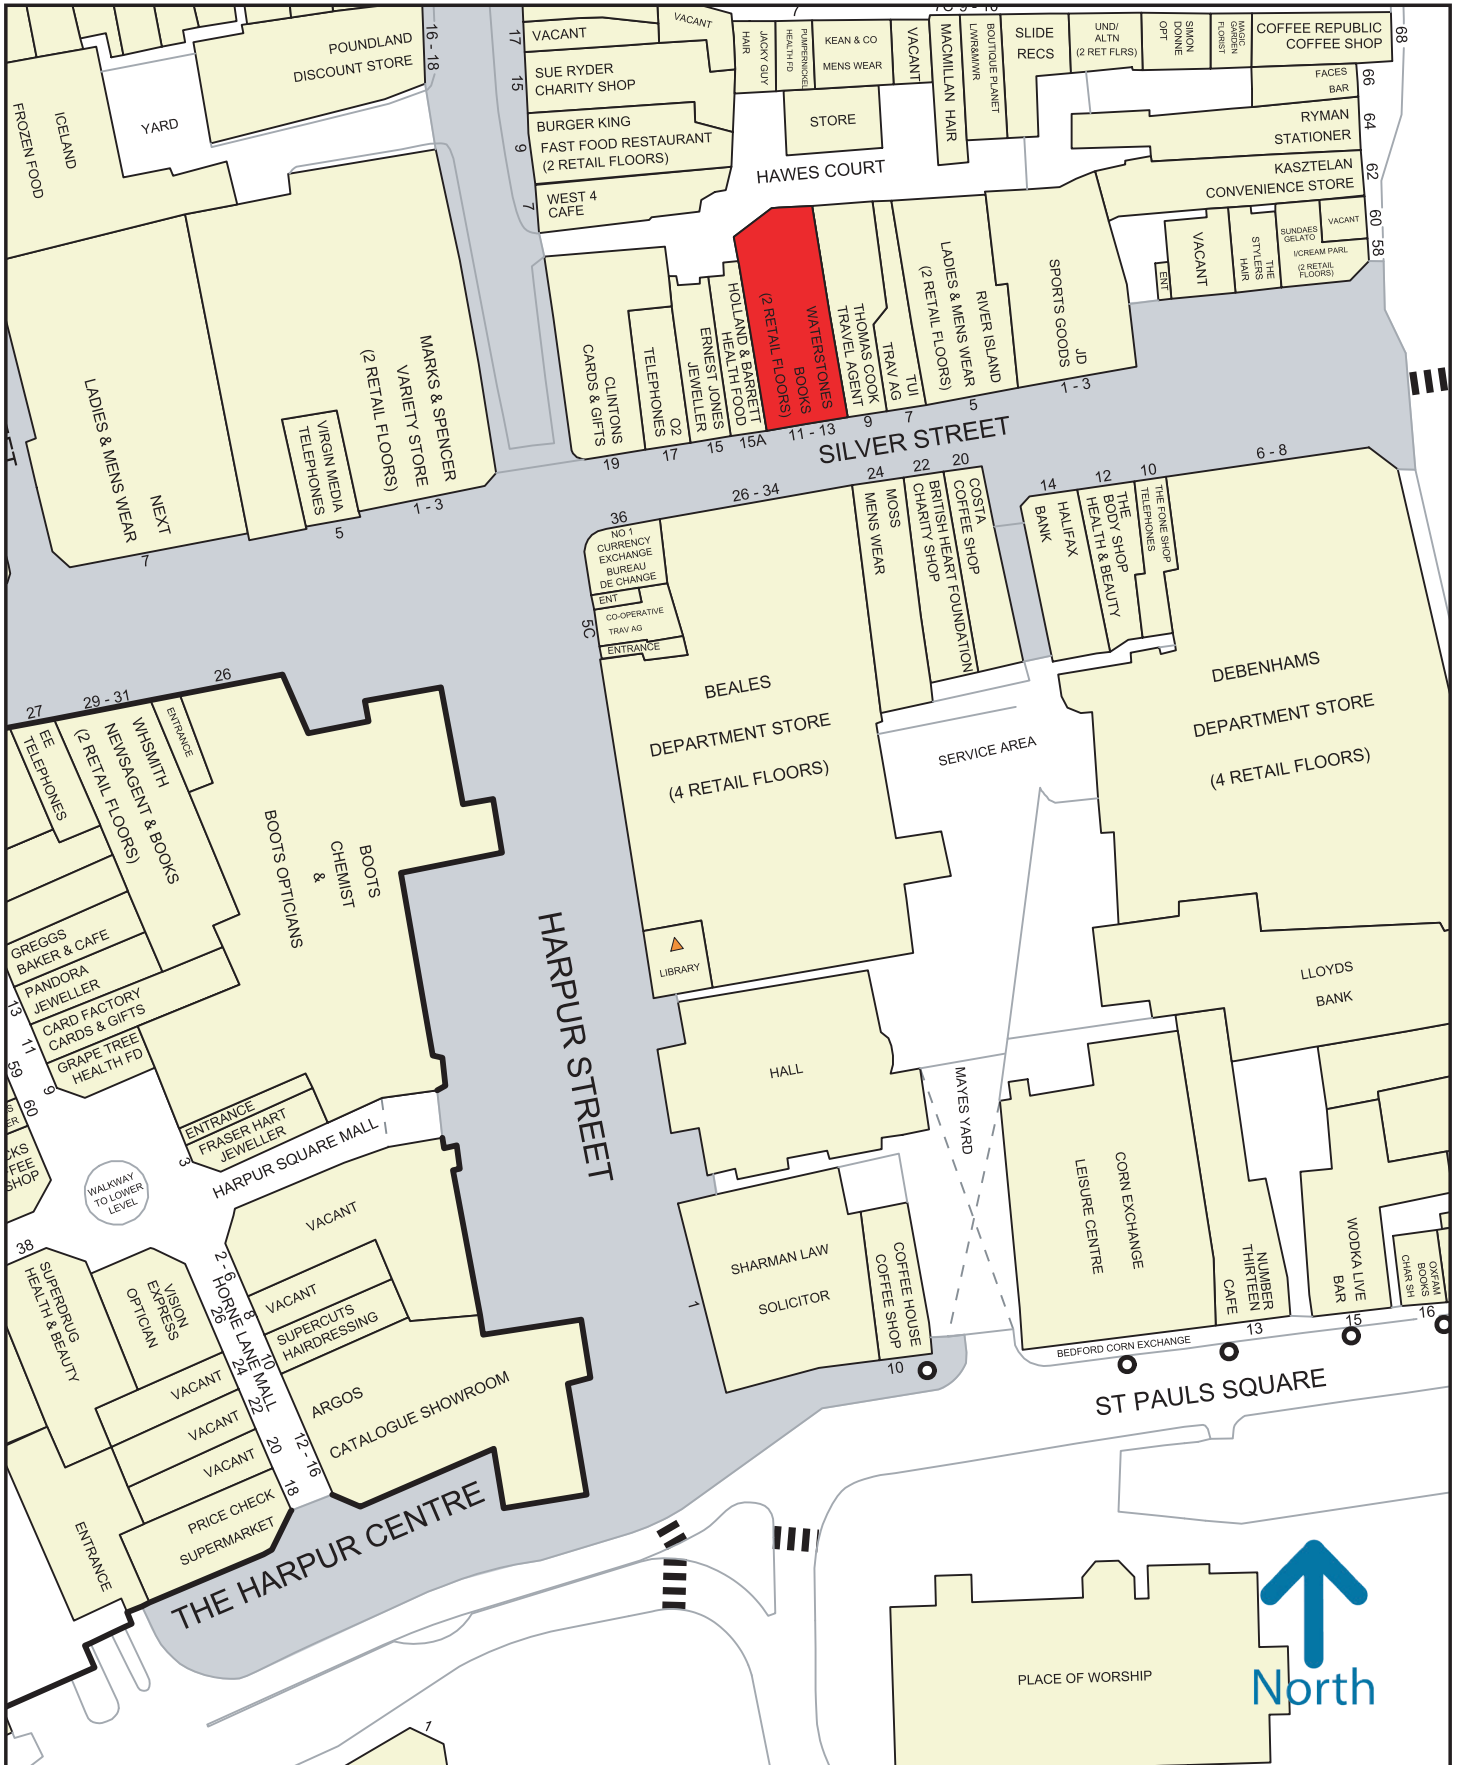 16 - 18
17
VACANT
VACANT
7
POUNDLAND
DISCOUNT STORE
15
SUE RYDER
CHARITY SHOP
HAIR
JACKY GUY
HEALTH FD
PUMPERNICKEL
KEAN & CO
MENS WEAR
VACANT
MACMILLAN HAIR
L/WR&M/WR
BOUTIQUE PLANET
SLIDE
RECS
UND/
ALTN
(2 RET FLRS)
SIMON
DONNE
OPT
MAGIC
GARDEN
FLORIST
COFFEE REPUBLIC
COFFEE SHOP
68
FACES
BAR
66
RYMAN
STATIONER
64
KASZTELAN
CONVENIENCE STORE
62
ICELAND
FROZEN FOOD
YARD
BURGER KING
FAST FOOD RESTAURANT
(2 RETAIL FLOORS)
9
STORE
HAWES COURT
WEST 4
CAFE
7
VACANT
ENT
THE
STYLERS
HAIR
SUNDAES
GELATO
I/CREAM PARL
(2 RETAIL
FLOORS)
VACANT
60
58
NEXT
LADIES & MENS WEAR
7
MARKS & SPENCER
VARIETY STORE
(2 RETAIL FLOORS)
1 - 3
VIRGIN MEDIA
TELEPHONES
5
CLINTONS
CARDS & GIFTS
19
O2
TELEPHONES
17
ERNEST JONES
JEWELLER
15
HOLLAND & BARRETT
HEALTH FOOD
15A
WATERSTONES
BOOKS
(2 RETAIL FLOORS)
11 - 13
THOMAS COOK
TRAVEL AGENT
9
TUI
TRAV AG
7
RIVER ISLAND
LADIES & MENS WEAR
(2 RETAIL FLOORS)
5
JD
SPORTS GOODS
1 - 3
SILVER STREET
36
NO 1
CURRENCY
EXCHANGE
BUREAU
DE CHANGE
ENT
5C
CO-OPERATIVE
TRAV AG
ENTRANCE
26 - 34
BEALES
DEPARTMENT STORE
(4 RETAIL FLOORS)
24
MOSS
MENS WEAR
22
BRITISH HEART FOUNDATION
CHARITY SHOP
20
COSTA
COFFEE SHOP
14
HALIFAX
BANK
12
THE
BODY SHOP
HEALTH & BEAUTY
10
THE FONE SHOP
TELEPHONES
6 - 8
DEBENHAMS
DEPARTMENT STORE
(4 RETAIL FLOORS)
SERVICE AREA
27
EE
TELEPHONES
29 - 31
WHSMITH
NEWSAGENT & BOOKS
(2 RETAIL FLOORS)
26
ENTRANCE
BOOTS
CHEMIST
&
BOOTS OPTICIANS
GREGGS
BAKER & CAFE
PANDORA
JEWELLER
13
CARD FACTORY
CARDS & GIFTS
11
GRAPE TREE
HEALTH FD
9
59
60
S
ER
CKS
FEE
SHOP
ENTRANCE
FRASER HART
JEWELLER
3
HARPUR SQUARE MALL
WALKWAY
TO LOWER
LEVEL
HARPUR STREET
LIBRARY
HALL
LLOYDS
BANK
MAYES YARD
CORN EXCHANGE
LEISURE CENTRE
BEDFORD CORN EXCHANGE
NUMBER
THIRTEEN
CAFE
13
WODKA LIVE
BAR
15
OXFAM
BOOKS
CHAR SH
16
SHARMAN LAW
SOLICITOR
1
COFFEE HOUSE
COFFEE SHOP
10
ST PAULS SQUARE
38
SUPERDRUG
HEALTH & BEAUTY
VISION
EXPRESS
OPTICIAN
26
VACANT
24
VACANT
22
VACANT
20
PRICE CHECK
SUPERMARKET
18
ENTRANCE
HORNE LANE MALL
2 - 6
VACANT
8
VACANT
10
SUPERCUTS
HAIRDRESSING
12 - 16
ARGOS
CATALOGUE SHOWROOM
THE HARPUR CENTRE
PLACE OF WORSHIP
North
1